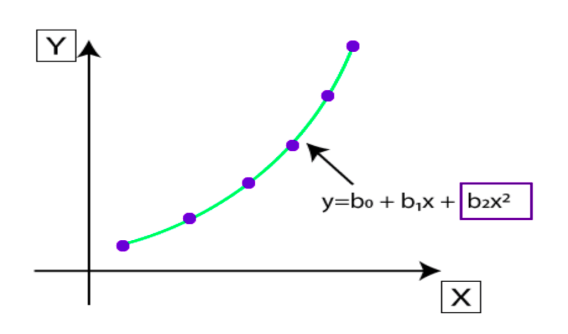 Y
y=b₀ + b₁x + b₂x²
X